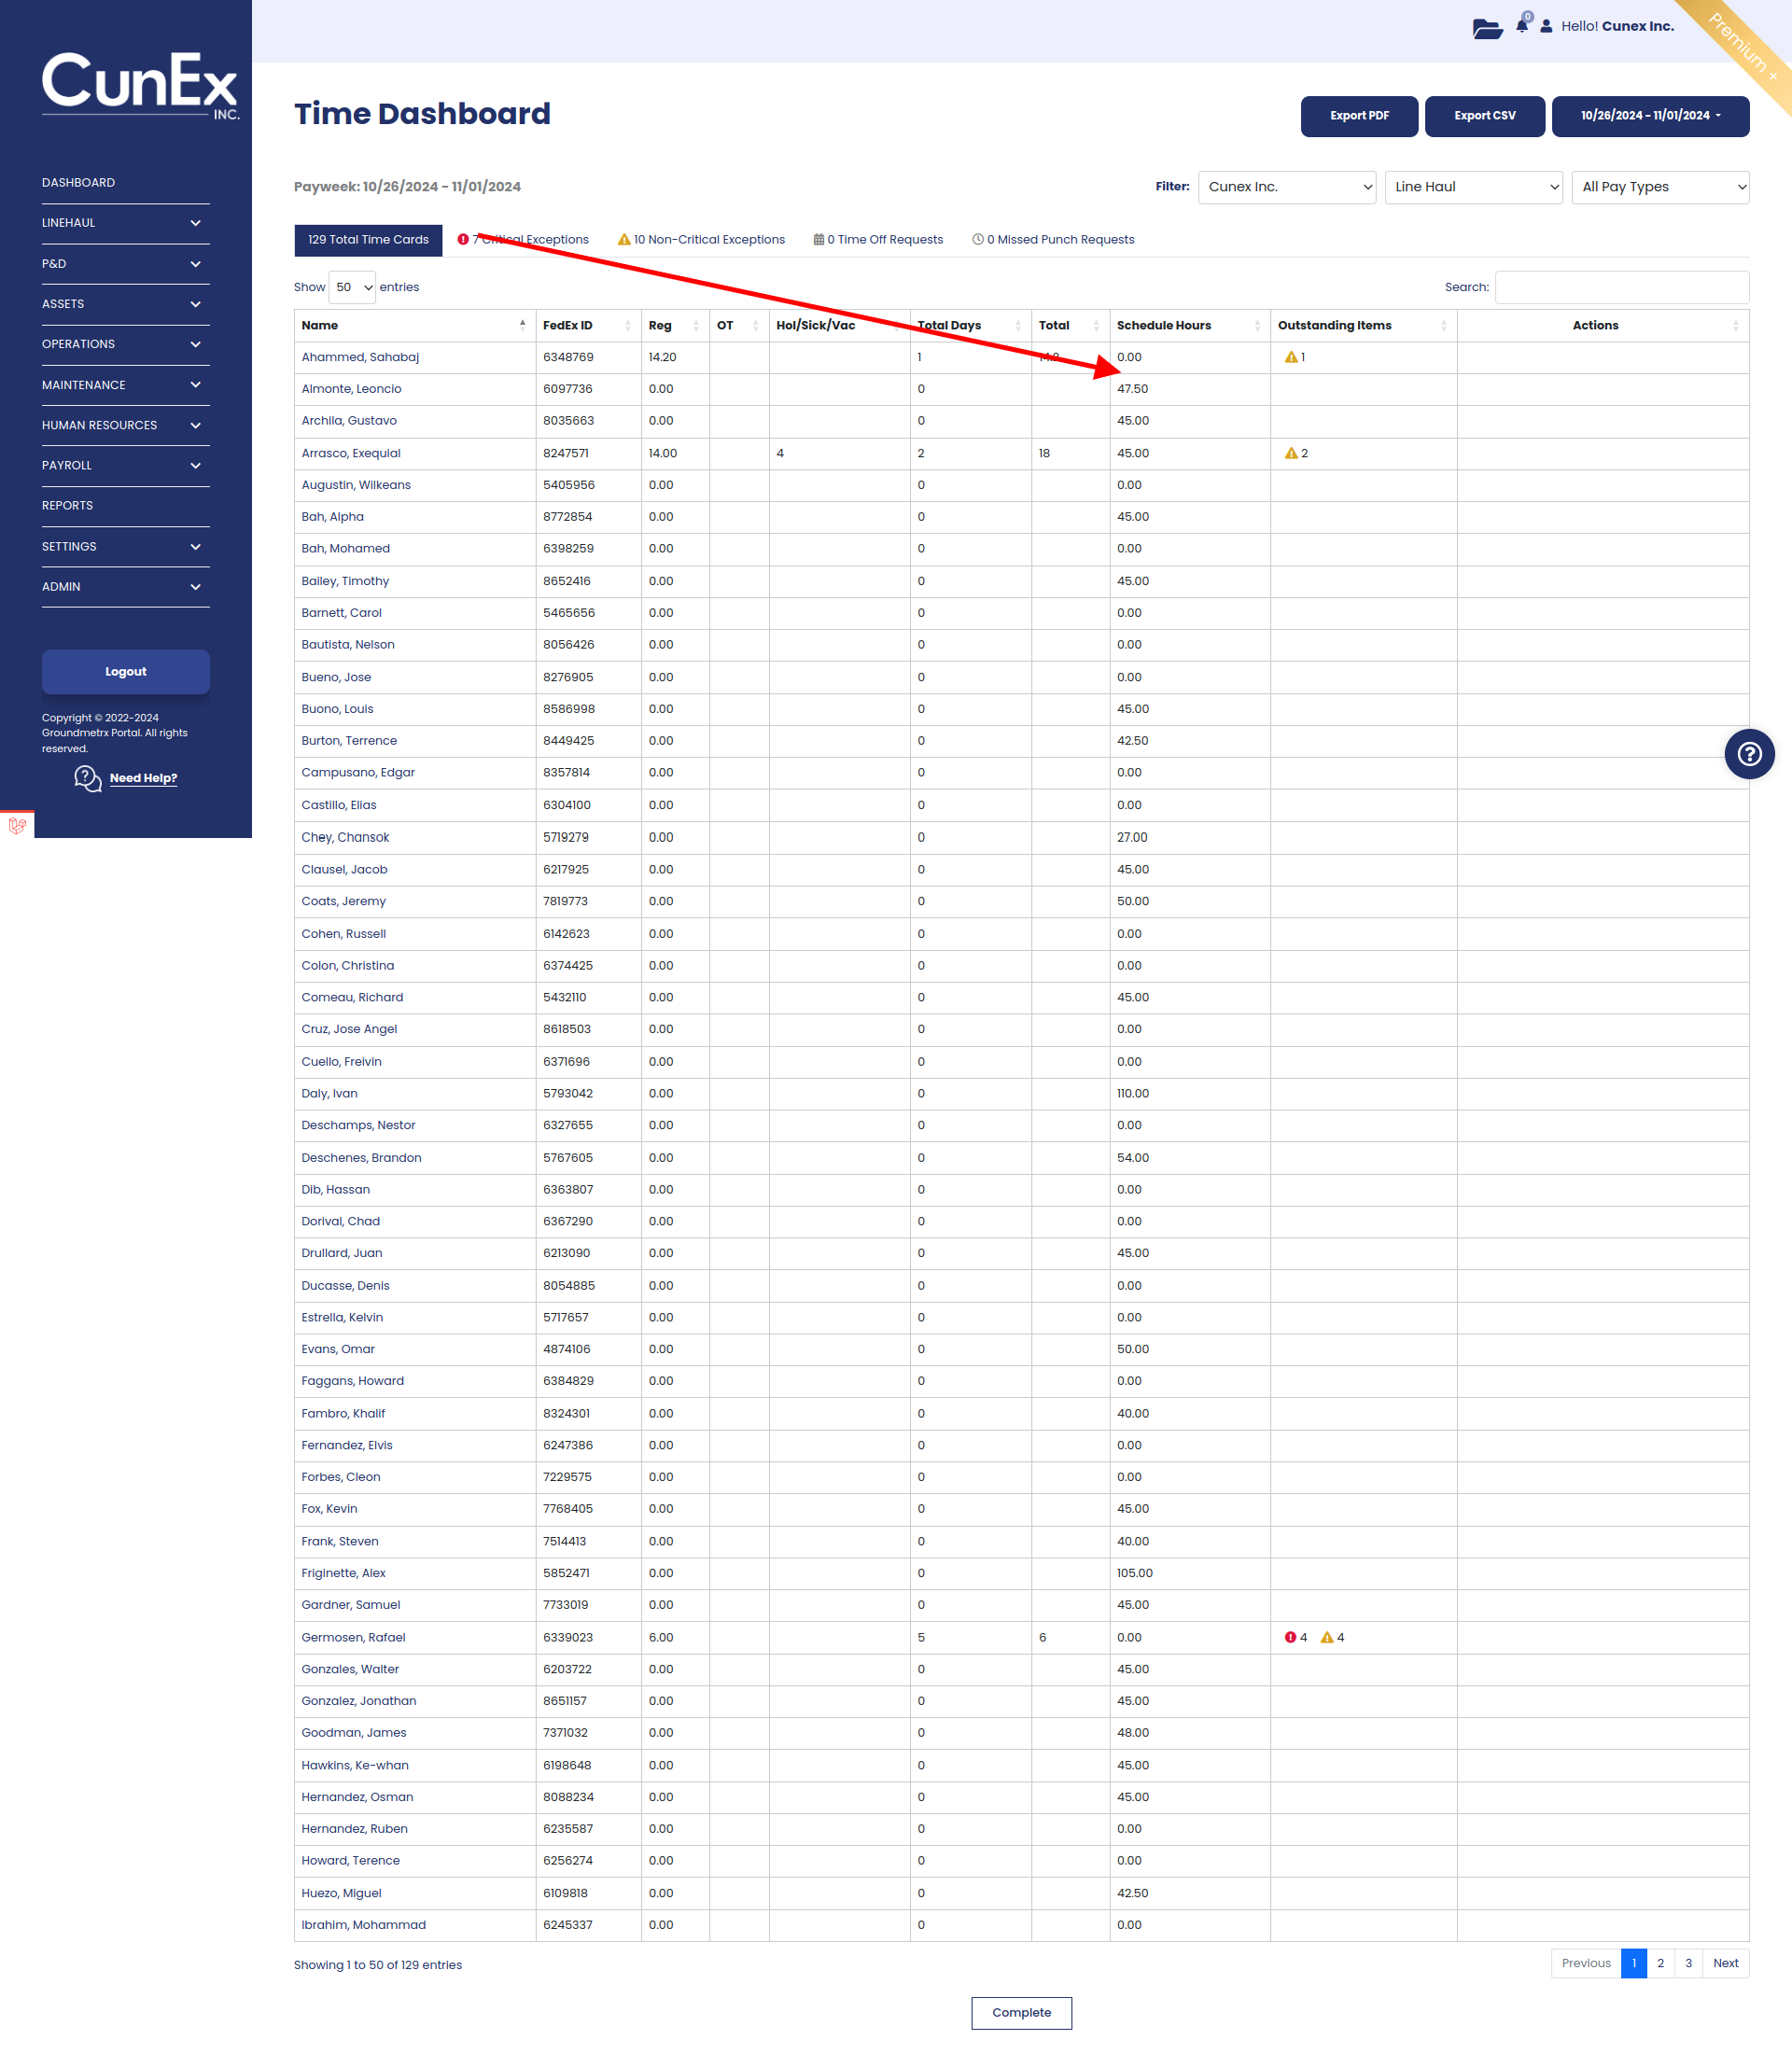 CunEx
INC.
DASHBOARD
LINEHAUL
P&D
ASSETS
OPERATIONS
MAINTENANCE
HUMAN RESOURCES
PAYROLL
REPORTS
SETTINGS
ADMIN
Logout
Copyright © 2022-2024
Groundmetrx Portal. All rights
reserved.
Need Help?
0
Hello! Cunex Inc.
Premium +
Time Dashboard
Export PDF Export CSV 10/26/2024 - 11/01/2024
Payweek: 10/26/2024 - 11/01/2024
Filter: Cunex Inc. Line Haul All Pay Types
129 Total Time Cards 7 Critical Exceptions 10 Non-Critical Exceptions 0 Time Off Requests 0 Missed Punch Requests
Show 50 entries Search:
Name FedEx ID Reg OT Hol/Sick/Vac Total Days Total Schedule Hours Outstanding Items Actions
Ahammed, Sahabaj 6348769 14.20 1 14.2 0.00 1
Almonte, Leoncio 6097736 0.00 0 47.50
Archila, Gustavo 8035663 0.00 0 45.00
Arrasco, Exequial 8247571 14.00 4 2 18 45.00 2
Augustin, Wilkeans 5405956 0.00 0 0.00
Bah, Alpha 8772854 0.00 0 45.00
Bah, Mohamed 6398259 0.00 0 0.00
Bailey, Timothy 8652416 0.00 0 45.00
Barnett, Carol 5465656 0.00 0 0.00
Bautista, Nelson 8056426 0.00 0 0.00
Bueno, Jose 8276905 0.00 0 0.00
Buono, Louis 8586998 0.00 0 45.00
Burton, Terrence 8449425 0.00 0 42.50
Campusano, Edgar 8357814 0.00 0 0.00
Castillo, Elias 6304100 0.00 0 0.00
Chey, Chansok 5719279 0.00 0 27.00
Clausel, Jacob 6217925 0.00 0 45.00
Coats, Jeremy 7819773 0.00 0 50.00
Cohen, Russell 6142623 0.00 0 0.00
Colon, Christina 6374425 0.00 0 0.00
Comeau, Richard 5432110 0.00 0 45.00
Cruz, Jose Angel 8618503 0.00 0 0.00
Cuello, Freivin 6371696 0.00 0 0.00
Daly, Ivan 5793042 0.00 0 110.00
Deschamps, Nestor 6327655 0.00 0 0.00
Deschenes, Brandon 5767605 0.00 0 54.00
Dib, Hassan 6363807 0.00 0 0.00
Dorival, Chad 6367290 0.00 0 0.00
Drullard, Juan 6213090 0.00 0 45.00
Ducasse, Denis 8054885 0.00 0 0.00
Estrella, Kelvin 5717657 0.00 0 0.00
Evans, Omar 4874106 0.00 0 50.00
Faggans, Howard 6384829 0.00 0 0.00
Fambro, Khalif 8324301 0.00 0 40.00
Fernandez, Elvis 6247386 0.00 0 0.00
Forbes, Cleon 7229575 0.00 0 0.00
Fox, Kevin 7768405 0.00 0 45.00
Frank, Steven 7514413 0.00 0 40.00
Friginette, Alex 5852471 0.00 0 105.00
Gardner, Samuel 7733019 0.00 0 45.00
Germosen, Rafael 6339023 6.00 5 6 0.00 4 4
Gonzales, Walter 6203722 0.00 0 45.00
Gonzalez, Jonathan 8651157 0.00 0 45.00
Goodman, James 7371032 0.00 0 48.00
Hawkins, Ke-whan 6198648 0.00 0 45.00
Hernandez, Osman 8088234 0.00 0 45.00
Hernandez, Ruben 6235587 0.00 0 0.00
Howard, Terence 6256274 0.00 0 0.00
Huezo, Miguel 6109818 0.00 0 42.50
Ibrahim, Mohammad 6245337 0.00 0 0.00
Showing 1 to 50 of 129 entries Previous 1 2 3 Next
Complete